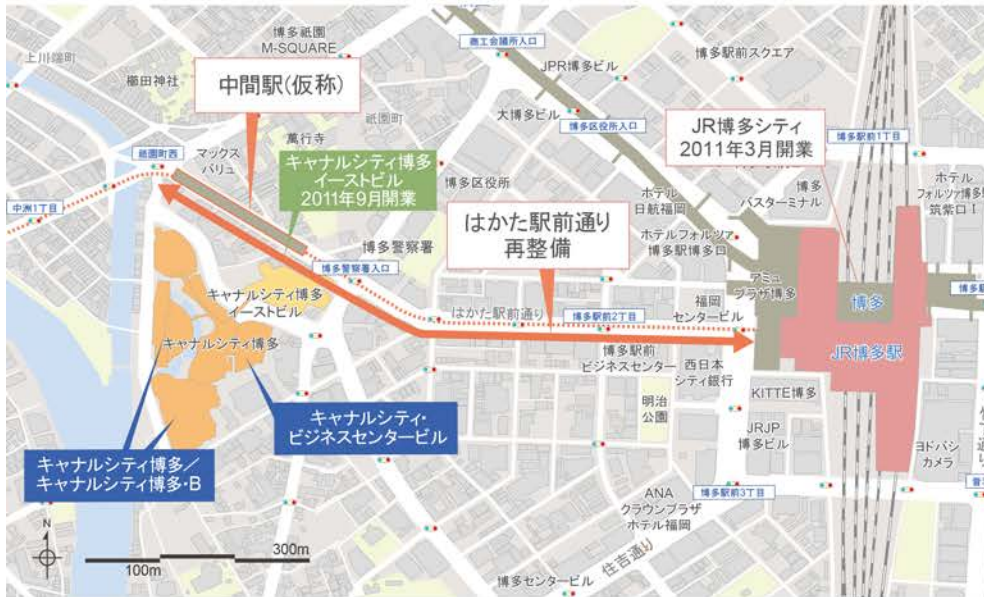 上川端町
博多祇園
M-SQUARE
商工会議所入口
博多駅前スクエア
櫛田神社
中間駅(仮称)
JPR博多ビル
祇園町
大博多ビル
博多区役所入口
JR博多シティ
2011年3月開業
博多駅前1丁目
萬行寺
祇園町西
マックス
バリュ
キャナルシティ博多
イーストビル
2011年9月開業
博多区役所
ホテル
日航福岡
博多
バスターミナル
ホテル
フォルツァ博多
筑紫口Ⅰ
中洲1丁目
はかた駅前通り
再整備
ホテルフォルツァ
博多駅博多口
博多警察署
博多警察署入口
アミュ
プラザ博多
博多
キャナルシティ博多
イーストビル
はかた駅前通り
博多駅前2丁目
福岡
センタービル
キャナルシティ博多
博多駅前
ビジネスセンター
西日本
シティ銀行
JR博多駅
KITTE博多
明治
公園
キャナルシティ・
ビジネスセンタービル
JRJP
博多ビル
ヨドバシ
カメラ
キャナルシティ博多／
キャナルシティ博多・B
ANA
クラウンプラザ
ホテル福岡
博多駅前3丁目
住吉通り
N
300m
100m
博多センタービル